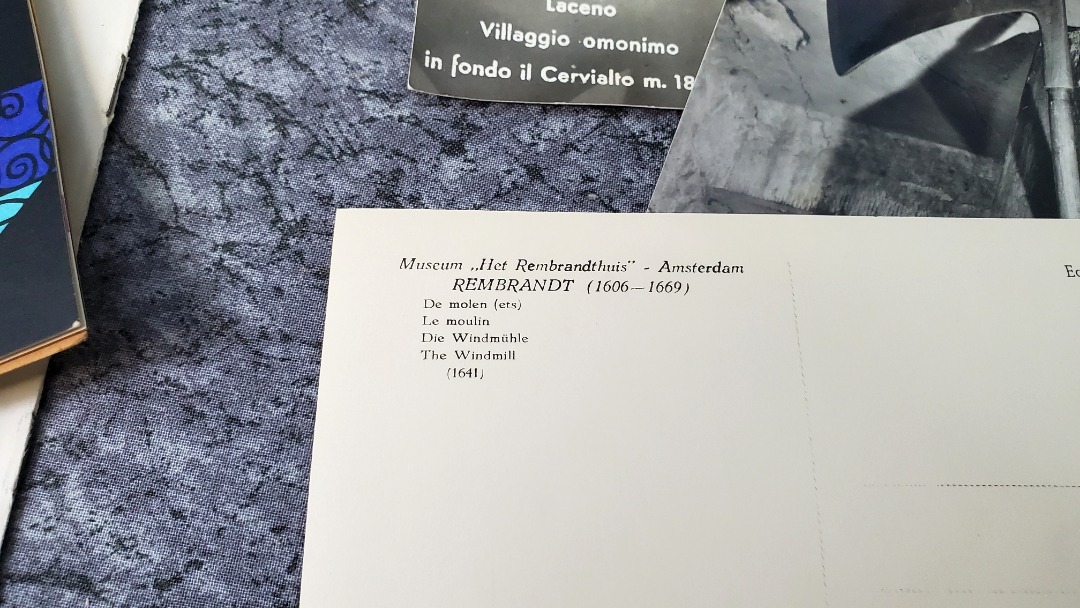 Laceno
Villaggio omonimo
in fondo il Cervialto m. 18
Museum „Het Rembrandthuis" - Amsterdam
REMBRANDT (1606—1669)
De molen (ets)
Le moulin
Die Windmühle
The Windmill
(1641)